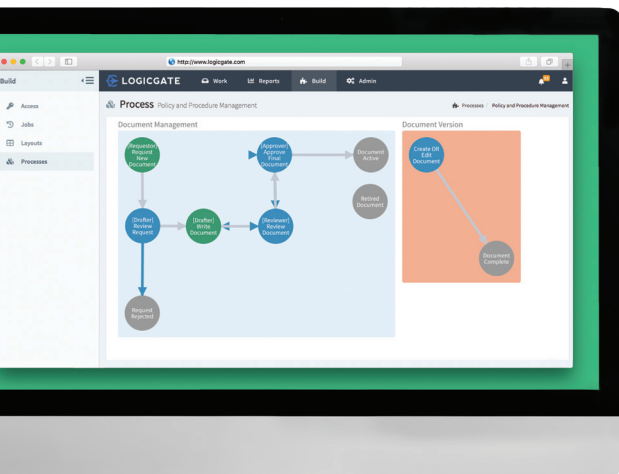 http://www.logicgate.com
Build
LOGICGATE
Work
Reports
Build
Admin
Access
Jobs
Layouts
Processes
Process Policy and Procedure Management
Processes Policy and Procedure Management
Document Management
[Requestor]
Request
New
Document
[Approver]
Approve
Final
Document
Document
Active
Retired
Document
[Drafter]
Review
Request
[Drafter]
Write
Document
[Reviewer]
Review
Document
Request
Rejected
Document Version
Create OR
Edit
Document
Document
Complete